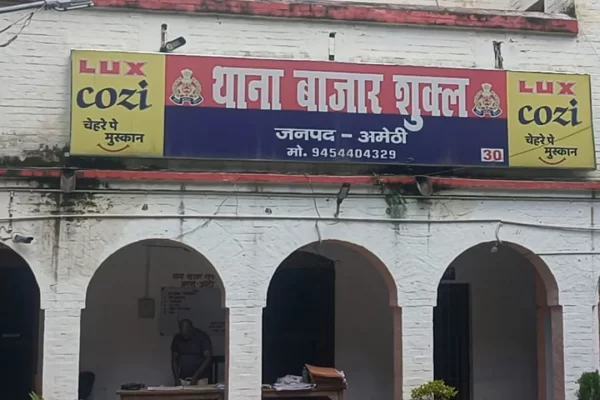 LUX
cozi
चेहरे पे
मुस्कान
थाना बाजार शुक्ल
जनपद - अमेठी
मो. 9454404329
30
LUX
cozi
चेहरे पे
मुस्कान